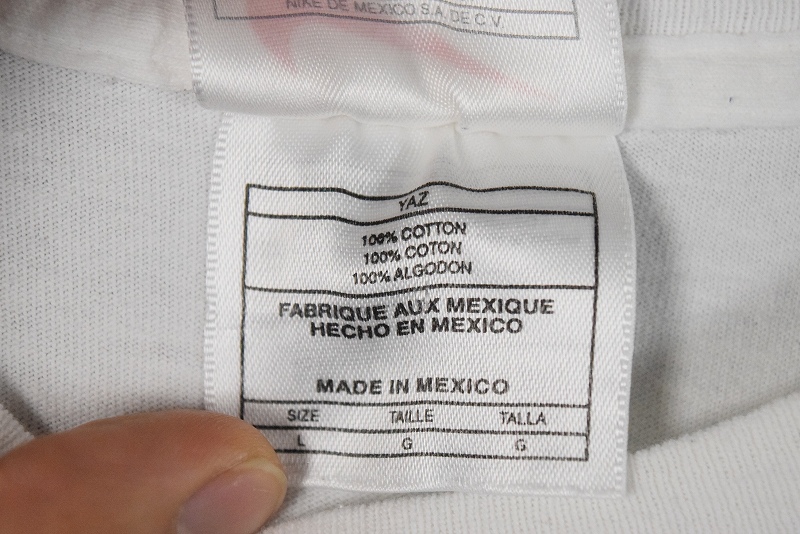 NIKE DE MEXICO S.A. DE C.V.
YAZ
100% COTTON
100% COTON
100% ALGODON
FABRIQUE AUX MEXIQUE
HECHO EN MEXICO
MADE IN MEXICO
SIZE TAILLE TALLA
L G G